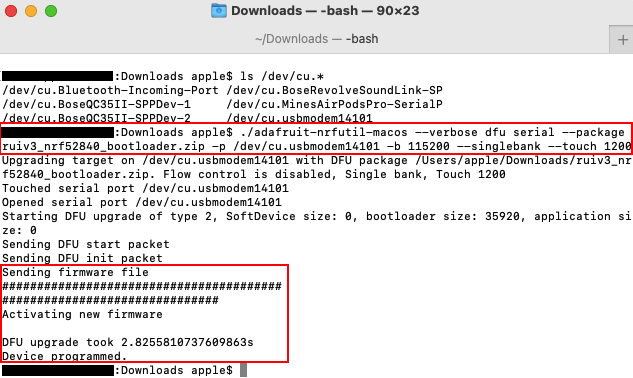 Downloads — -bash — 90×23
~/Downloads — -bash
:Downloads apple$ ls /dev/cu.*
/dev/cu.Bluetooth-Incoming-Port /dev/cu.BoseRevolveSoundLink-SP
/dev/cu.BoseQC35II-SPPDev-1 /dev/cu.MinesAirPodsPro-SerialP
/dev/cu.BoseQC35II-SPPDev-2 /dev/cu.usbmodem14101
:Downloads apple$ ./adafruit-nrfutil-macos --verbose dfu serial --package
ruiv3_nrf52840_bootloader.zip -p /dev/cu.usbmodem14101 -b 115200 --singlebank --touch 1200
Upgrading target on /dev/cu.usbmodem14101 with DFU package /Users/apple/Downloads/ruiv3_nr
f52840_bootloader.zip. Flow control is disabled, Single bank, Touch 1200
Touched serial port /dev/cu.usbmodem14101
Opened serial port /dev/cu.usbmodem14101
Starting DFU upgrade of type 2, SoftDevice size: 0, bootloader size: 35920, application si
ze: 0
Sending DFU start packet
Sending DFU init packet
Sending firmware file
########################################
###############################
Activating new firmware
DFU upgrade took 2.8255810737609863s
Device programmed.
:Downloads apple$